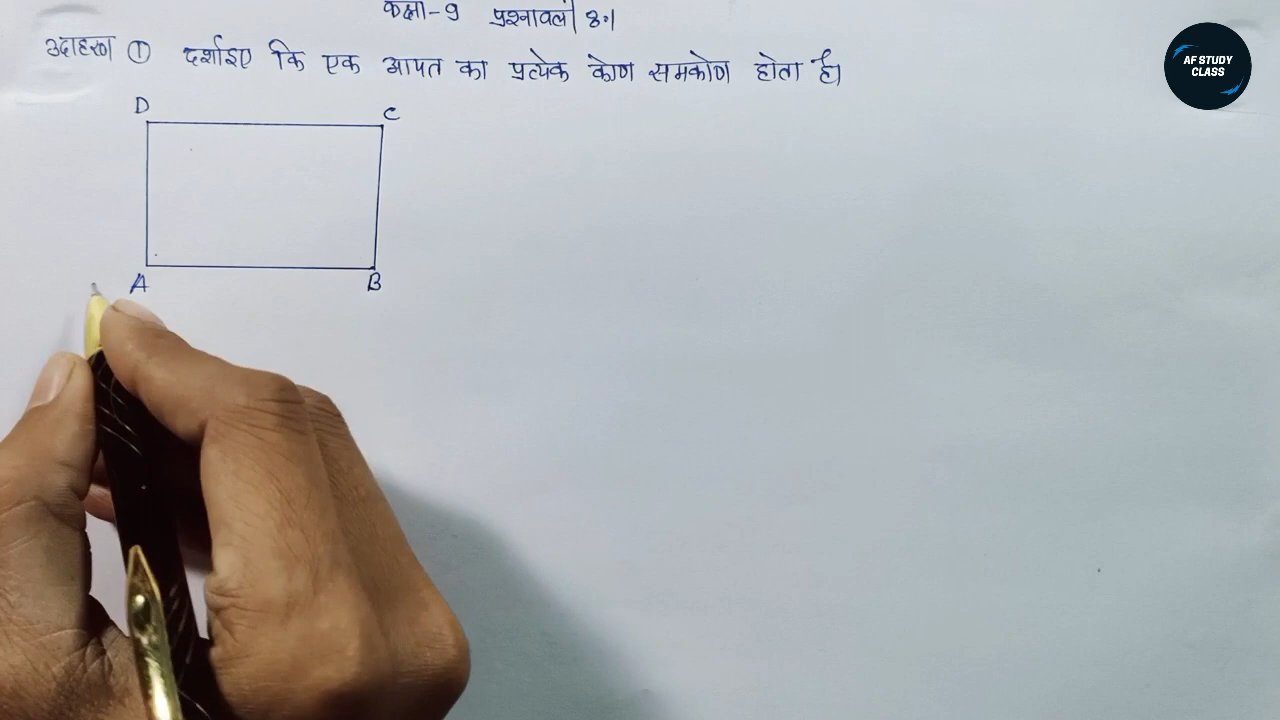 कक्षा-9 प्रश्नावली 8.1
उदाहरण ① दर्शाइए कि एक आयत का प्रत्येक कोण समकोण होता है।
AF STUDY
CLASS
D
C
A
B